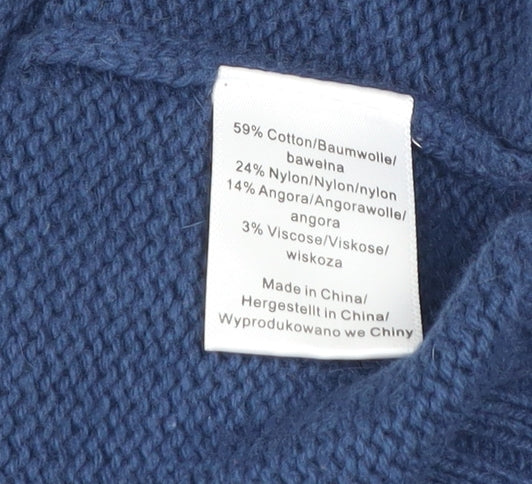 59% Cotton/Baumwolle/
bawełna
24% Nylon/Nylon/nylon
14% Angora/Angorawolle/
angora
3% Viscose/Viskose/
wiskoza
Made in China/
Hergestellt in China/
Wyprodukowano we Chiny